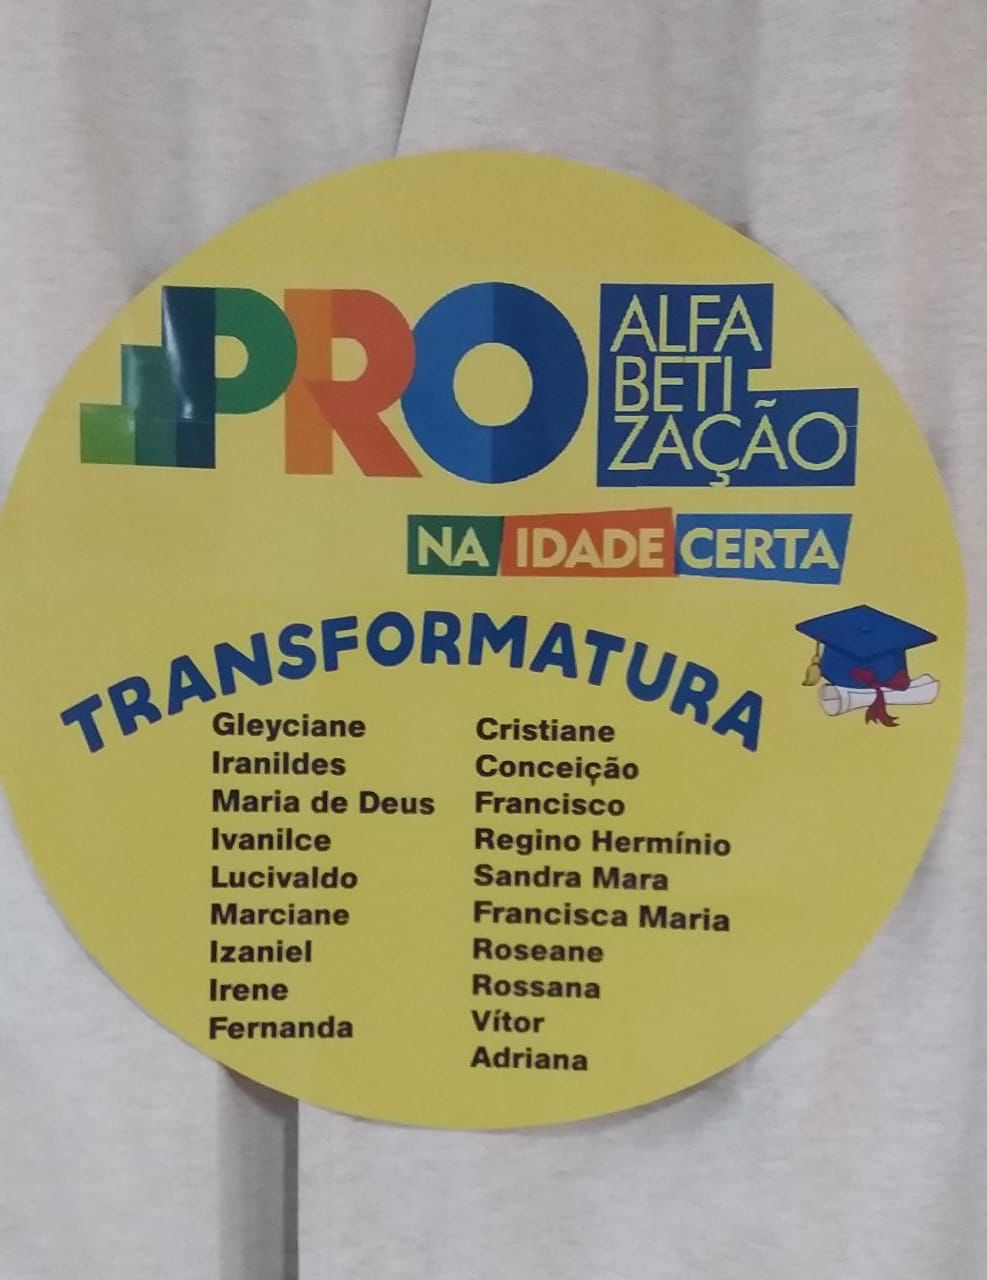 PRO
ALFA
BETI
ZAÇÃO
NA IDADE CERTA
TRANSFORMATURA
Gleyciane
Iranildes
Maria de Deus
Ivanilce
Lucivaldo
Marciane
Izaniel
Irene
Fernanda
Cristiane
Conceição
Francisco
Regino Hermínio
Sandra Mara
Francisca Maria
Roseane
Rossana
Vítor
Adriana